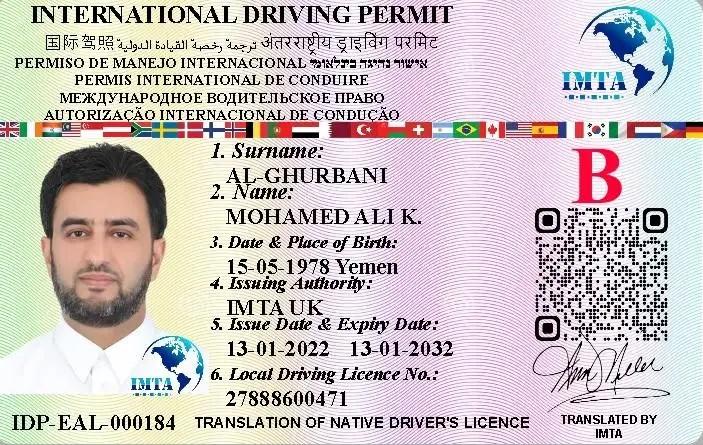 INTERNATIONAL DRIVING PERMIT
国际驾照 ترجمة رخصة القيادة الدولية अंतरराष्ट्रीय ड्राइविंग परमिट
PERMISO DE MANEJO INTERNACIONAL אישור נהיגה בינלאומי
PERMIS INTERNATIONAL DE CONDUIRE
МЕЖДУНАРОДНОЕ ВОДИТЕЛЬСКОЕ ПРАВО
AUTORIZAÇÃO INTERNACIONAL DE CONDUÇÃO
IMTA
1. Surname:
AL-GHURBANI
2. Name:
MOHAMED ALI K.
3. Date & Place of Birth:
15-05-1978 Yemen
4. Issuing Authority:
IMTA UK
5. Issue Date & Expiry Date:
13-01-2022 13-01-2032
6. Local Driving Licence No.:
27888600471
B
IMTA
IDP-EAL-000184
TRANSLATION OF NATIVE DRIVER'S LICENCE
TRANSLATED BY
IMTA